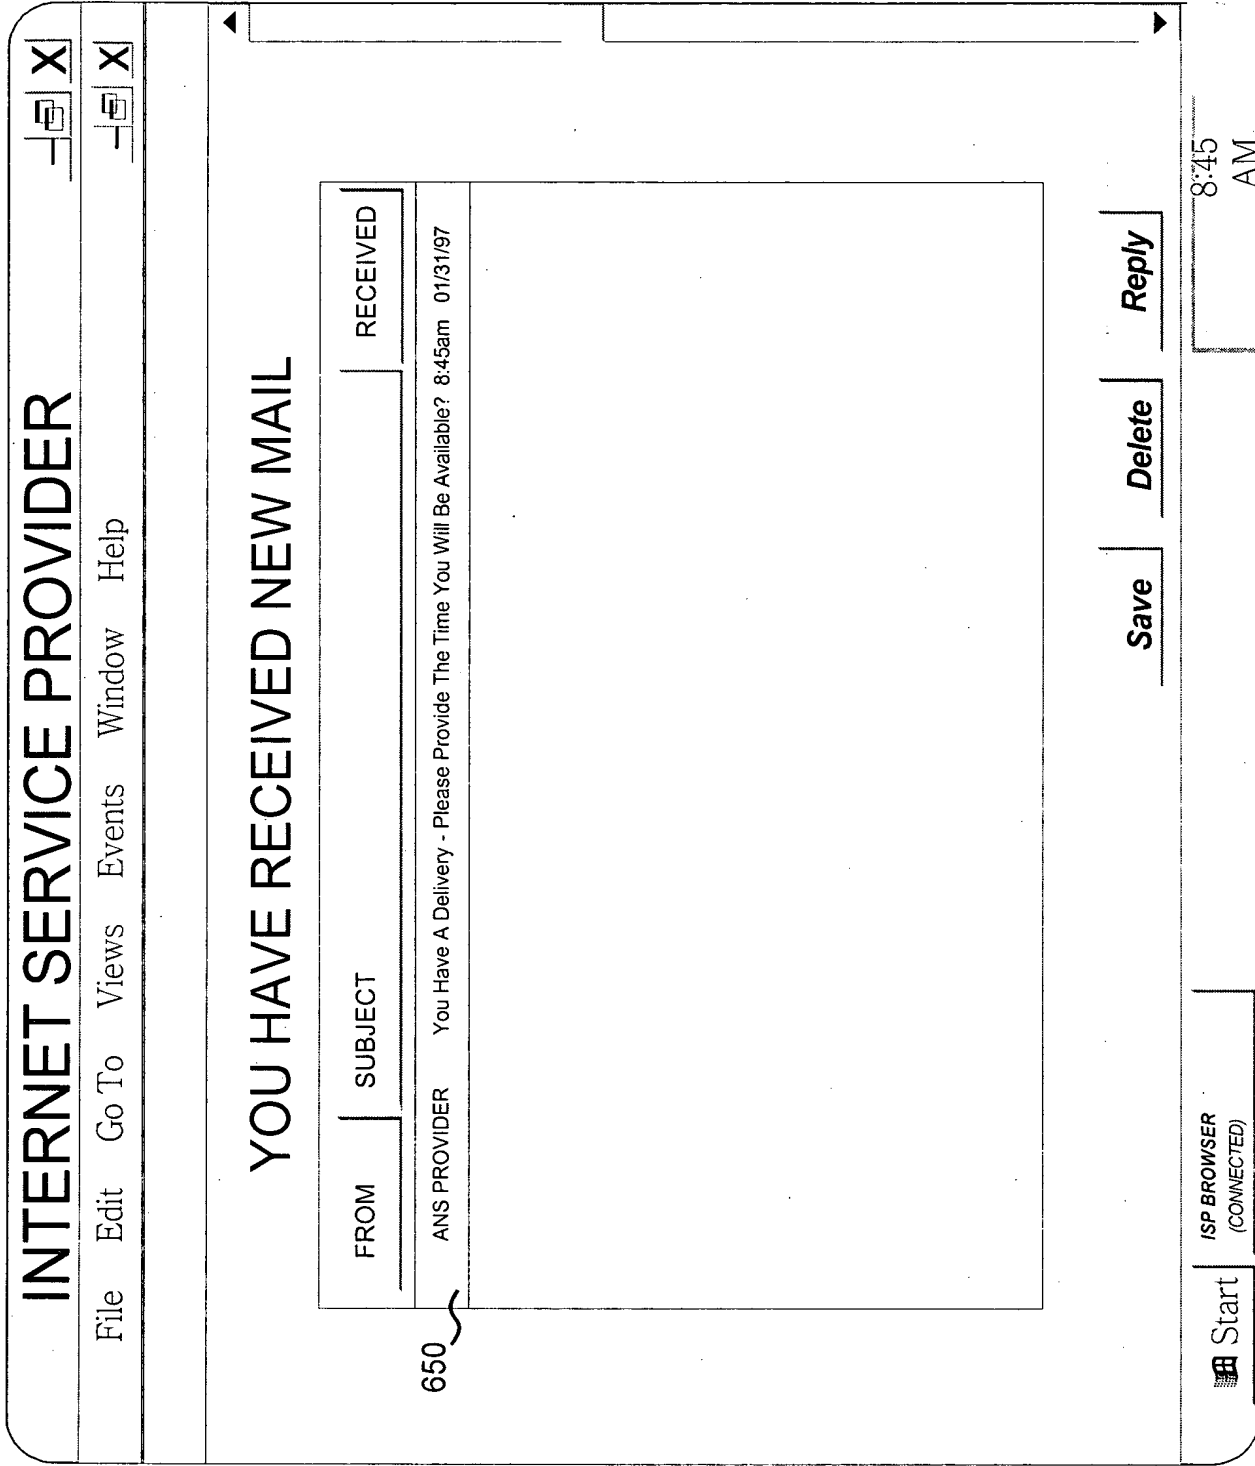 INTERNET SERVICE PROVIDER
File Edit Go To Views Events Window Help
YOU HAVE RECEIVED NEW MAIL
FROM SUBJECT RECEIVED
650 ANS PROVIDER You Have A Delivery - Please Provide The Time You Will Be Available? 8:45am 01/31/97
Save Delete Reply
Start ISP BROWSER 8:45
(CONNECTED) AM